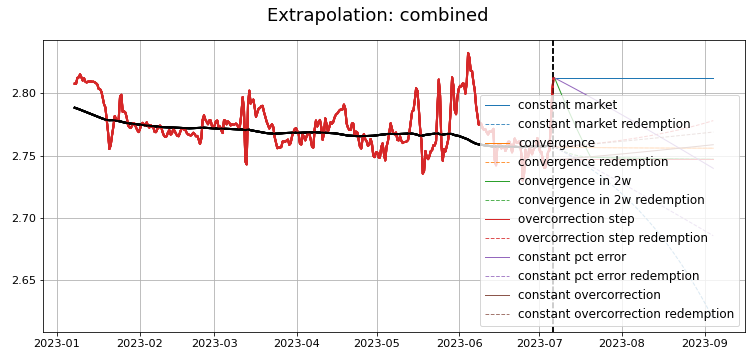 Extrapolation: combined
2.80
2.75
2.70
2.65
constant market
constant market redemption
convergence
convergence redemption
convergence in 2w
convergence in 2w redemption
overcorrection step
overcorrection step redemption
constant pct error
constant pct error redemption
constant overcorrection
constant overcorrection redemption
2023-01 2023-02 2023-03 2023-04 2023-05 2023-06 2023-07 2023-08 2023-09